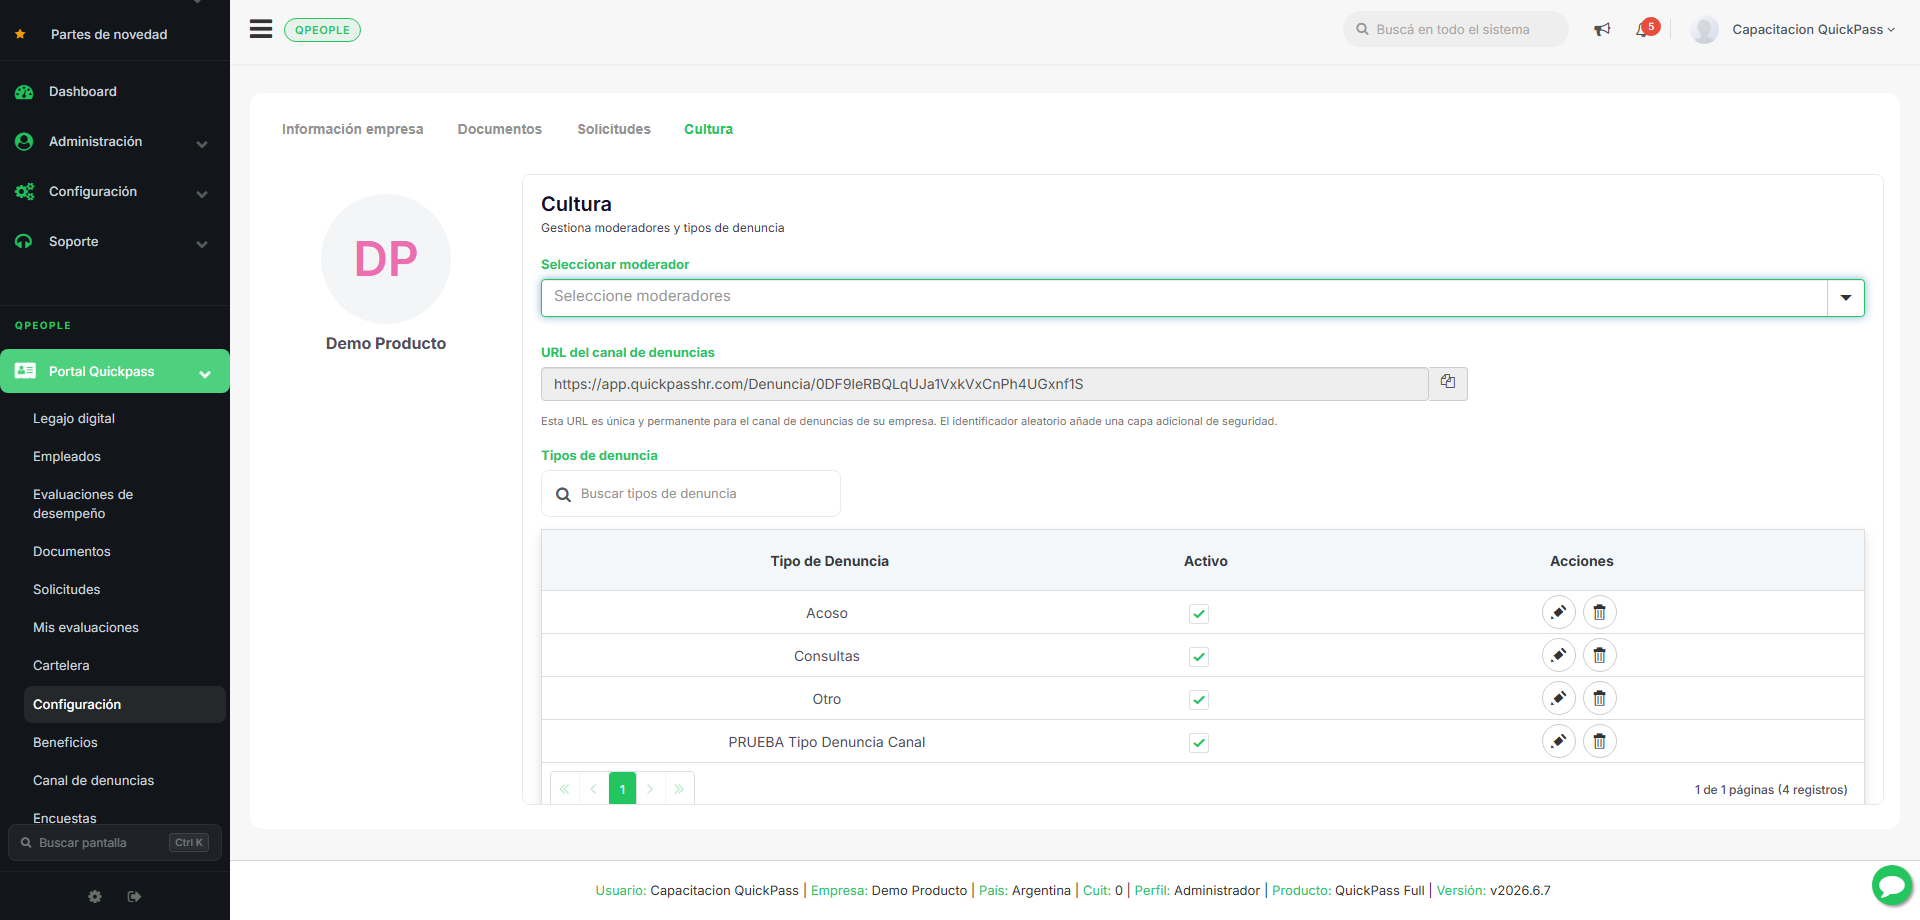 Partes de novedad
Dashboard
Administración
Configuración
Soporte
QPEOPLE
Portal Quickpass
Legajo digital
Empleados
Evaluaciones de
desempeño
Documentos
Solicitudes
Mis evaluaciones
Cartelera
Configuración
Beneficios
Canal de denuncias
Encuestas
Buscar pantalla Ctrl K
QPEOPLE
Buscá en todo el sistema
5
Capacitacion QuickPass
Información empresa Documentos Solicitudes Cultura
DP
Demo Producto
Cultura
Gestiona moderadores y tipos de denuncia
Seleccionar moderador
Seleccione moderadores
URL del canal de denuncias
https://app.quickpasshr.com/Denuncia/0DF9IeRBQLqUJa1VxkVxCnPh4UGxnf1S
Esta URL es única y permanente para el canal de denuncias de su empresa. El identificador aleatorio añade una capa adicional de seguridad.
Tipos de denuncia
Buscar tipos de denuncia
Tipo de Denuncia Activo Acciones
Acoso
Consultas
Otro
PRUEBA Tipo Denuncia Canal
1
1 de 1 páginas (4 registros)
Usuario: Capacitacion QuickPass | Empresa: Demo Producto | País: Argentina | Cuit: 0 | Perfil: Administrador | Producto: QuickPass Full | Versión: v2026.6.7